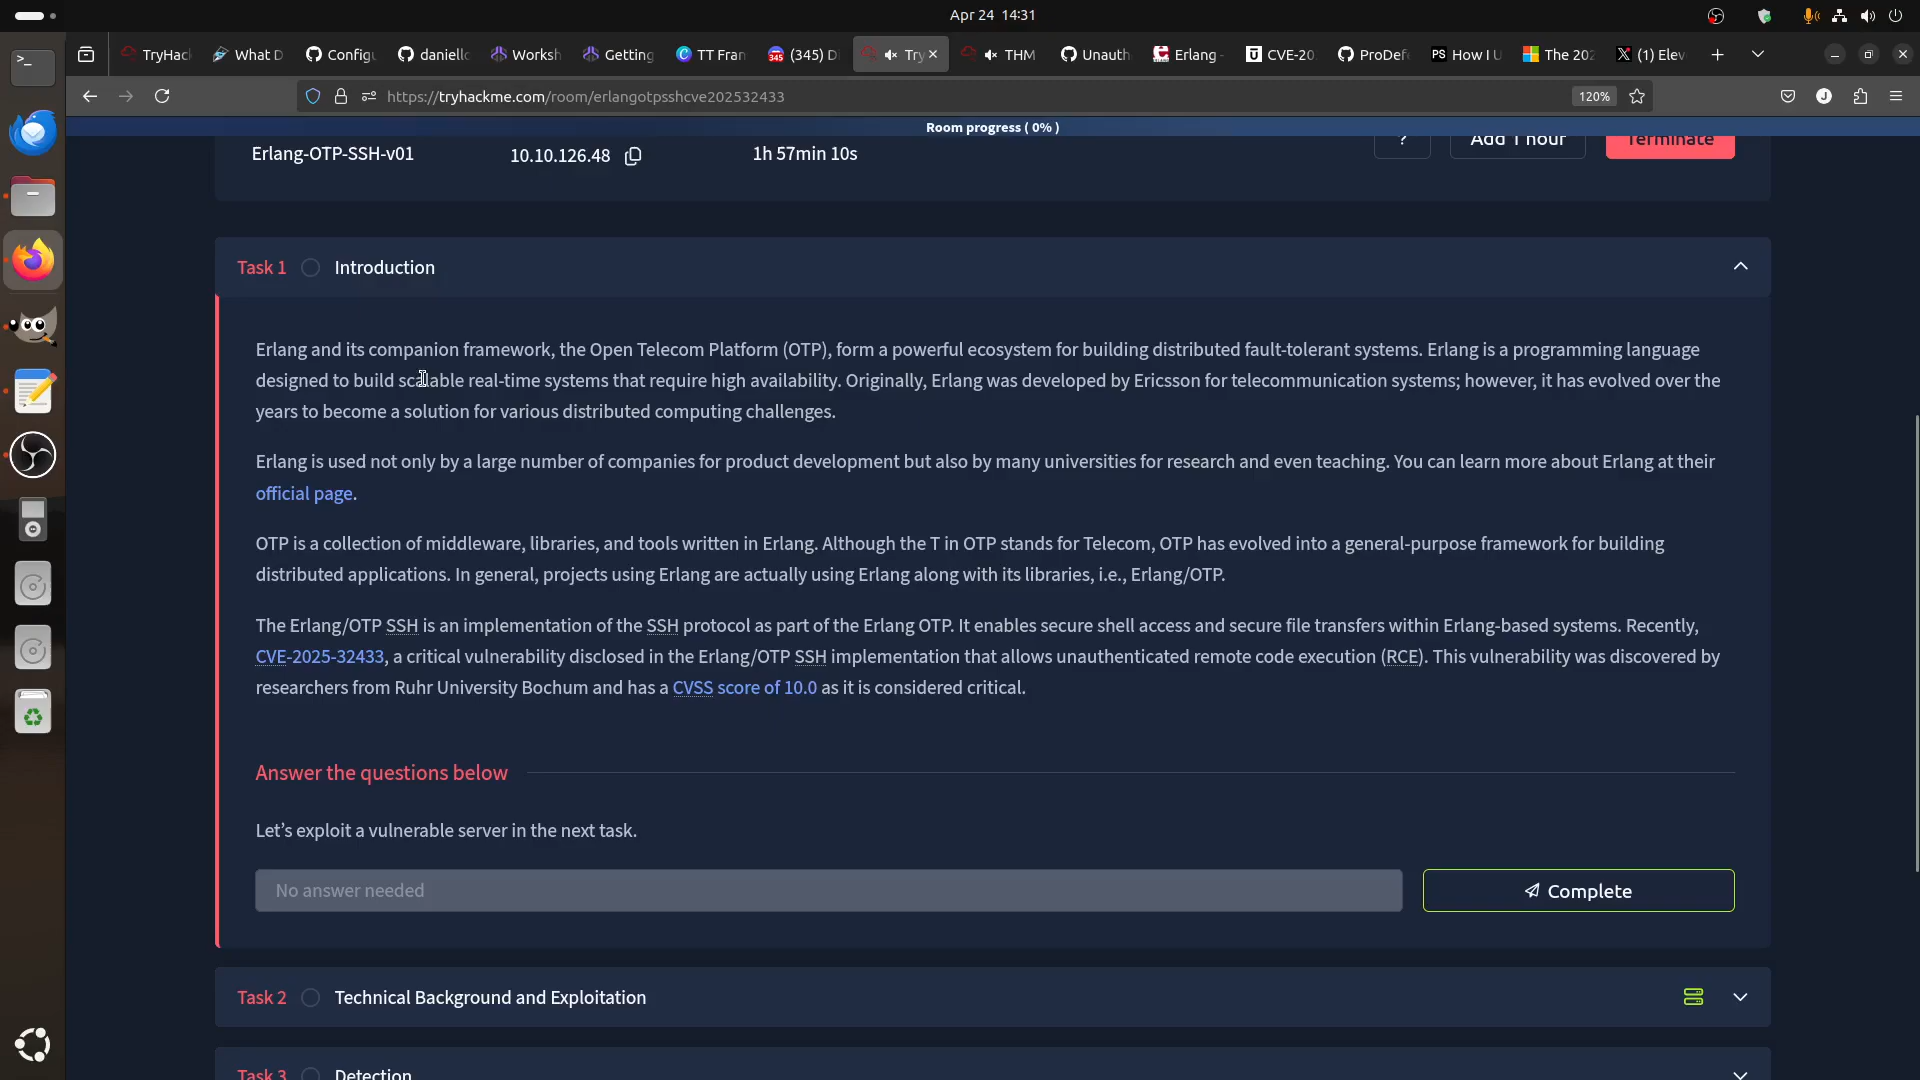 Apr 24 14:31
TryHack
What D
Config
danielle
Worksh
Getting
TT Fran
(345) D
Try
THM
Unauth
Erlang -
CVE-20
ProDef
How I U
The 202
(1) Elev
https://tryhackme.com/room/erlangotpsshcve202532433
120%
Room progress ( 0% )
Erlang-OTP-SSH-v01 10.10.126.48 1h 57min 10s ? Add 1 hour Terminate
Task 1 Introduction
Erlang and its companion framework, the Open Telecom Platform (OTP), form a powerful ecosystem for building distributed fault-tolerant systems. Erlang is a programming language
designed to build scalable real-time systems that require high availability. Originally, Erlang was developed by Ericsson for telecommunication systems; however, it has evolved over the
years to become a solution for various distributed computing challenges.
Erlang is used not only by a large number of companies for product development but also by many universities for research and even teaching. You can learn more about Erlang at their
official page.
OTP is a collection of middleware, libraries, and tools written in Erlang. Although the T in OTP stands for Telecom, OTP has evolved into a general-purpose framework for building
distributed applications. In general, projects using Erlang are actually using Erlang along with its libraries, i.e., Erlang/OTP.
The Erlang/OTP SSH is an implementation of the SSH protocol as part of the Erlang OTP. It enables secure shell access and secure file transfers within Erlang-based systems. Recently,
CVE-2025-32433, a critical vulnerability disclosed in the Erlang/OTP SSH implementation that allows unauthenticated remote code execution (RCE). This vulnerability was discovered by
researchers from Ruhr University Bochum and has a CVSS score of 10.0 as it is considered critical.
Answer the questions below
Let’s exploit a vulnerable server in the next task.
No answer needed
Complete
Task 2 Technical Background and Exploitation
Task 3 Detection